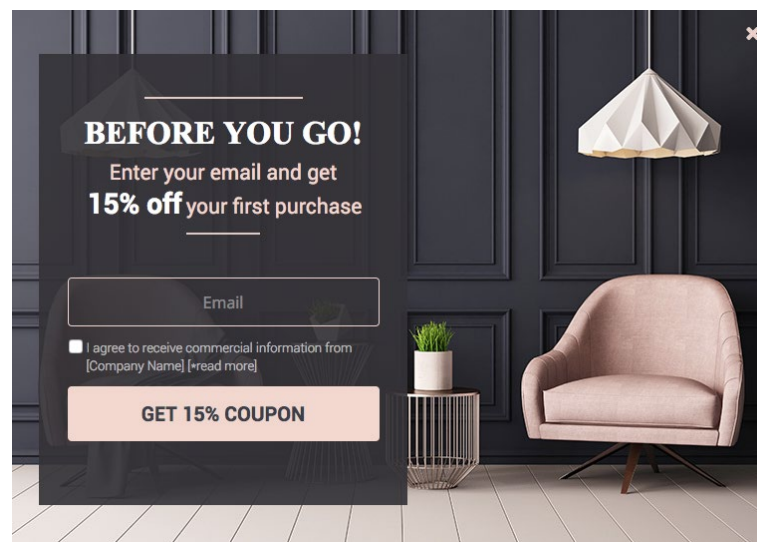 BEFORE YOU GO!
Enter your email and get
15% off your first purchase
Email
I agree to receive commercial information from
[Company Name] [*read more]
GET 15% COUPON